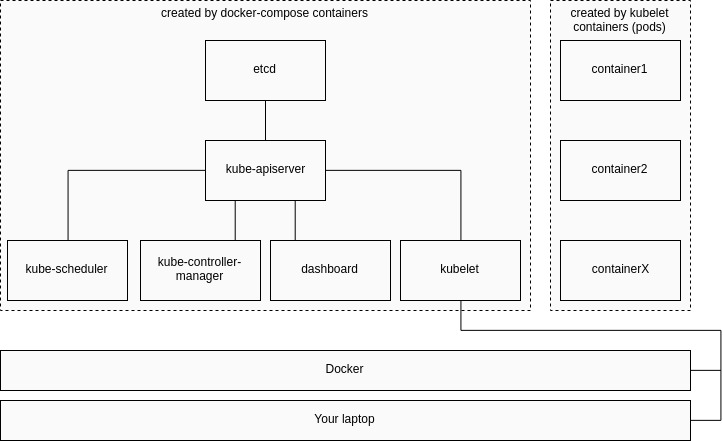 created by docker-compose containers
created by kubelet
containers (pods)
etcd
container1
kube-apiserver
container2
kube-scheduler
kube-controller-
manager
dashboard
kubelet
containerX
Docker
Your laptop